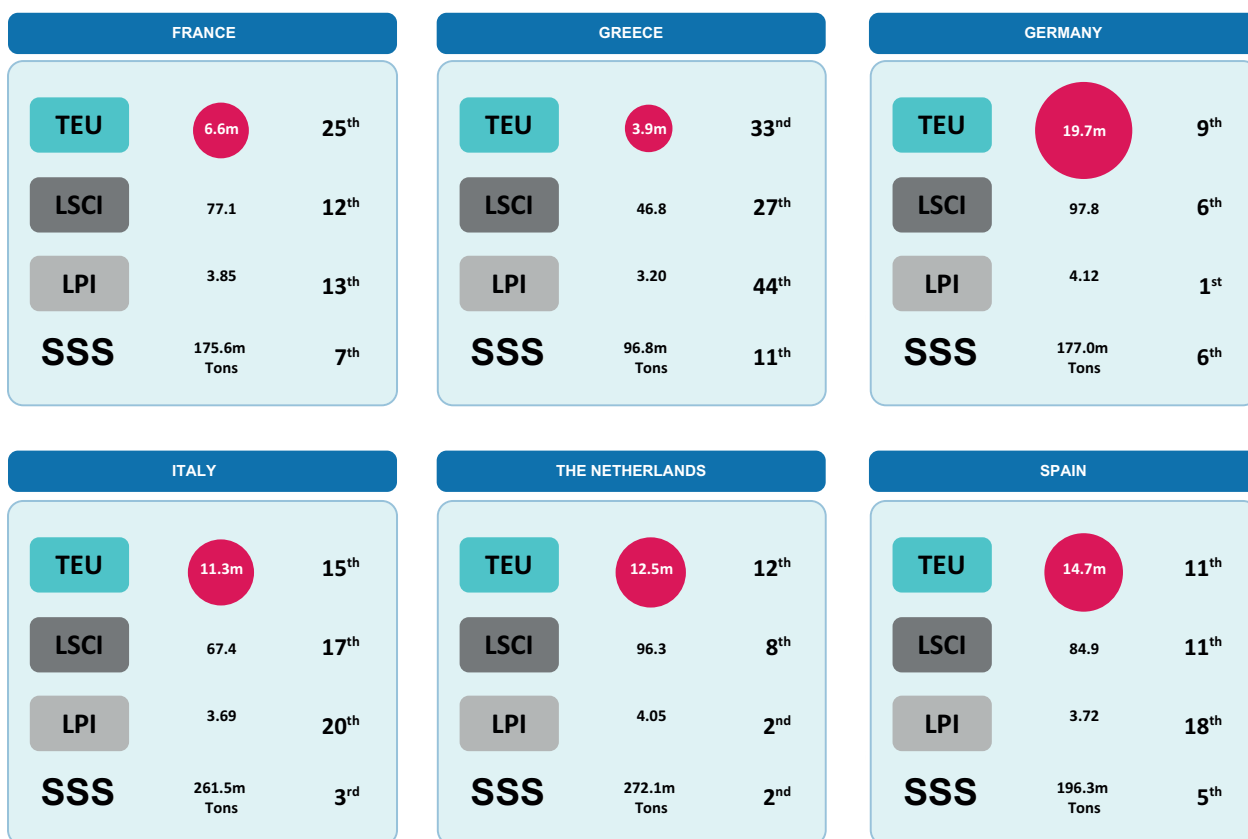 FRANCE
TEU 6.6m 25th
LSCI 77.1 12th
LPI 3.85 13th
SSS 175.6m Tons 7th
GREECE
TEU 3.9m 33nd
LSCI 46.8 27th
LPI 3.20 44th
SSS 96.8m Tons 11th
GERMANY
TEU 19.7m 9th
LSCI 97.8 6th
LPI 4.12 1st
SSS 177.0m Tons 6th
ITALY
TEU 11.3m 15th
LSCI 67.4 17th
LPI 3.69 20th
SSS 261.5m Tons 3rd
THE NETHERLANDS
TEU 12.5m 12th
LSCI 96.3 8th
LPI 4.05 2nd
SSS 272.1m Tons 2nd
SPAIN
TEU 14.7m 11th
LSCI 84.9 11th
LPI 3.72 18th
SSS 196.3m Tons 5th